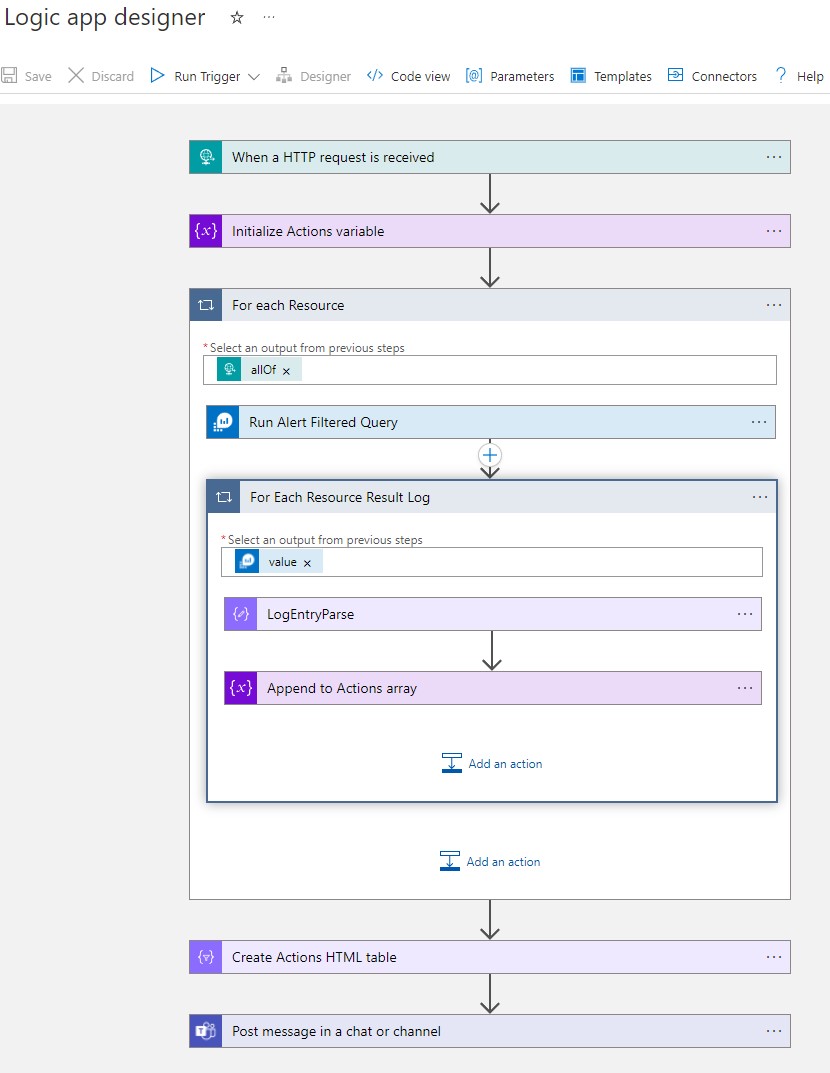 Logic app designer ☆ ···
Save Discard Run Trigger Designer Code view Parameters Templates Connectors ? Help
When a HTTP request is received ···
{x} Initialize Actions variable ···
For each Resource ···
* Select an output from previous steps
allOf ×
Run Alert Filtered Query ···
For Each Resource Result Log ···
* Select an output from previous steps
value ×
LogEntryParse ···
{x} Append to Actions array ···
Add an action
Add an action
Create Actions HTML table ···
Post message in a chat or channel ···